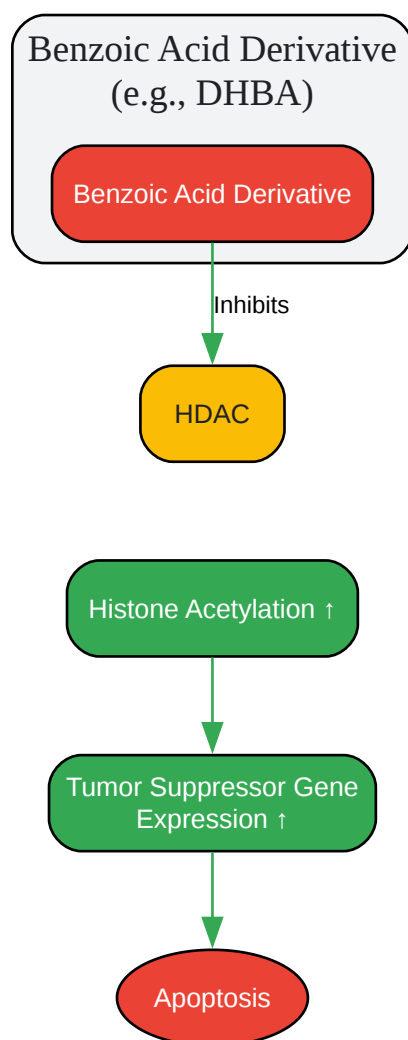 Benzoic Acid Derivative
(e.g., DHBA)
Benzoic Acid Derivative
Inhibits
HDAC
Histone Acetylation ↑
Tumor Suppressor Gene
Expression ↑
Apoptosis